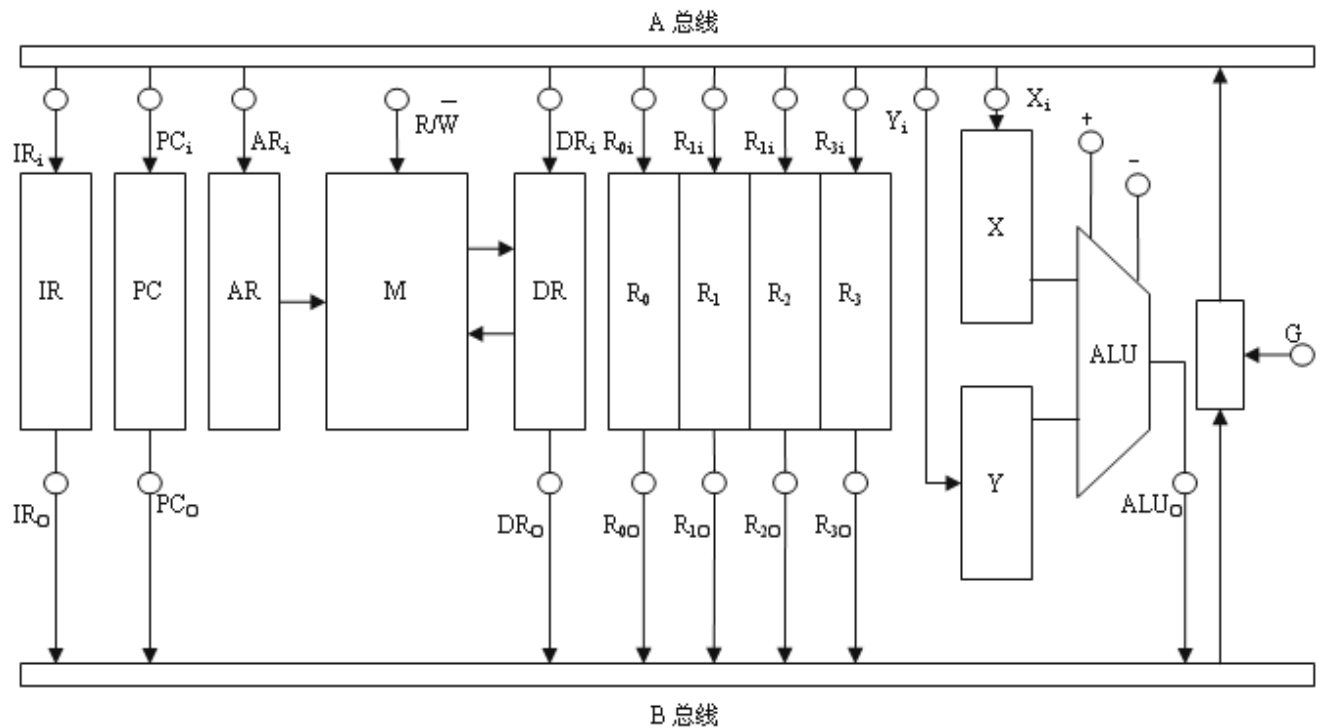 A 总线
IRᵢ
PCᵢ
ARᵢ
R/W̅
DRᵢ
R₀ᵢ
R₁ᵢ
R₁ᵢ
R₃ᵢ
Yᵢ
Xᵢ
+
−
IR
PC
AR
M
DR
R₀
R₁
R₂
R₃
X
Y
ALU
G
IRₒ
PCₒ
DRₒ
R₀ₒ
R₁ₒ
R₂ₒ
R₃ₒ
ALUₒ
B 总线